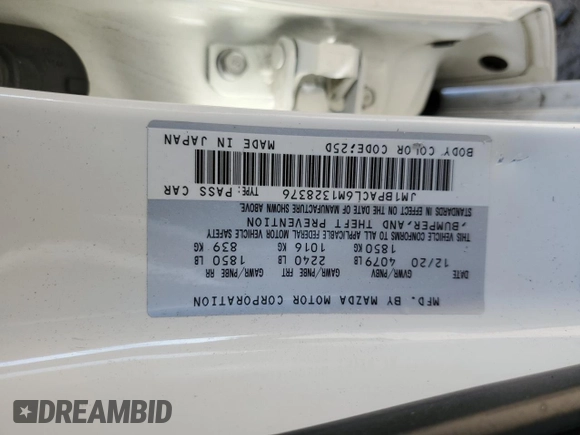 MFD. BY MAZDA MOTOR CORPORATION
DATE GVWR/PNBV GAWR/PNBE FRT GAWR/PNBE RR
12/20 4079 LB 2240 LB 1850 LB
1850 KG 1016 KG 839 KG
THIS VEHICLE CONFORMS TO ALL APPLICABLE FEDERAL MOTOR VEHICLE SAFETY
,BUMPER,AND THEFT PREVENTION
STANDARDS IN EFFECT ON THE DATE OF MANUFACTURE SHOWN ABOVE.
JM1BPACL6M1328376 TYPE: PASS CAR
BODY COLOR CODE:25D MADE IN JAPAN
DREAMBID